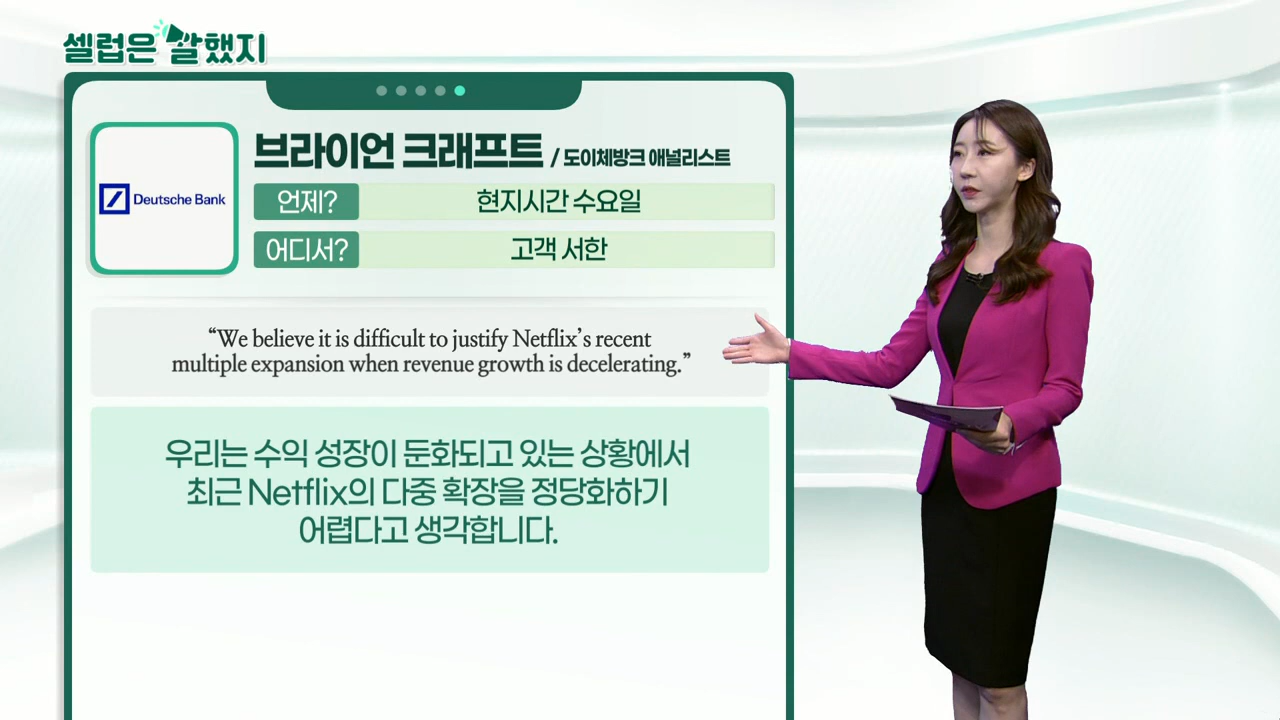 셀럽은 말했지
Deutsche Bank
브라이언 크래프트 / 도이체방크 애널리스트
언제? 현지시간 수요일
어디서? 고객 서한
“We believe it is difficult to justify Netflix’s recent
multiple expansion when revenue growth is decelerating.”
우리는 수익 성장이 둔화되고 있는 상황에서
최근 Netflix의 다중 확장을 정당화하기
어렵다고 생각합니다.